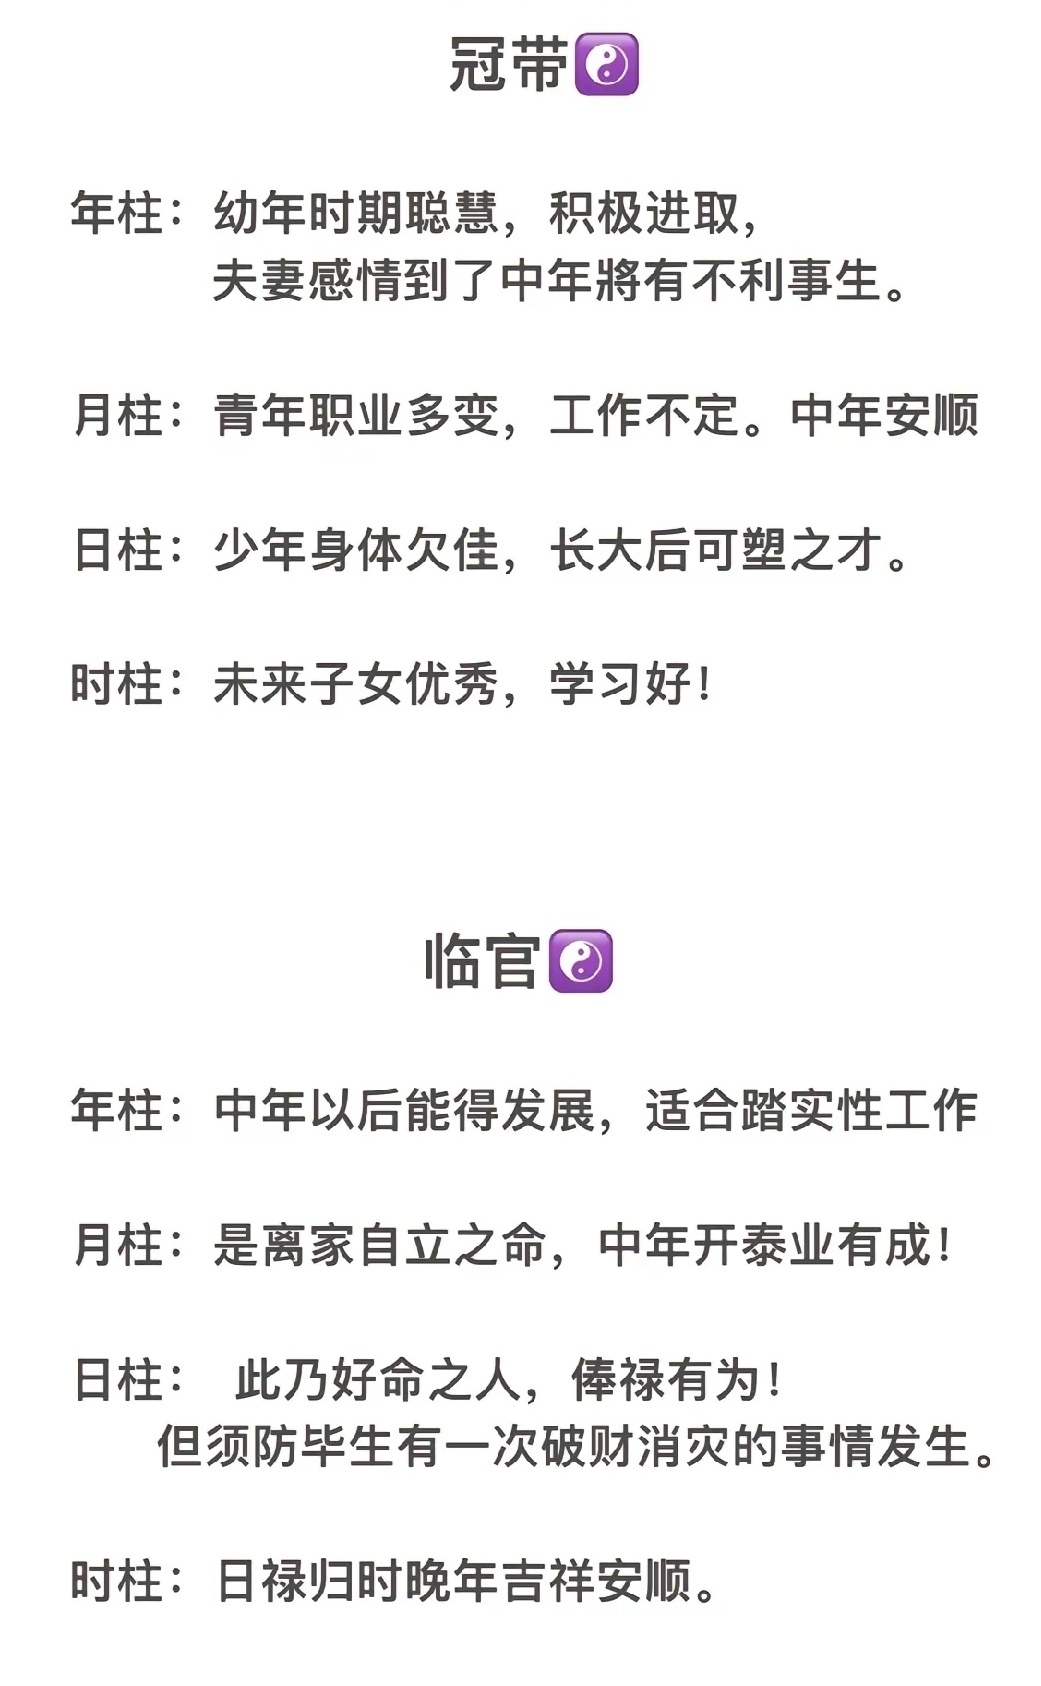 冠带☯️
年柱：幼年时期聪慧，积极进取，
夫妻感情到了中年將有不利事生。
月柱：青年职业多变，工作不定。中年安顺
日柱：少年身体欠佳，长大后可塑之才。
时柱：未来子女优秀，学习好！
临官☯️
年柱：中年以后能得发展，适合踏实性工作
月柱：是离家自立之命，中年开泰业有成！
日柱： 此乃好命之人，俸禄有为！
但须防毕生有一次破财消灾的事情发生。
时柱：日禄归时晚年吉祥安顺。